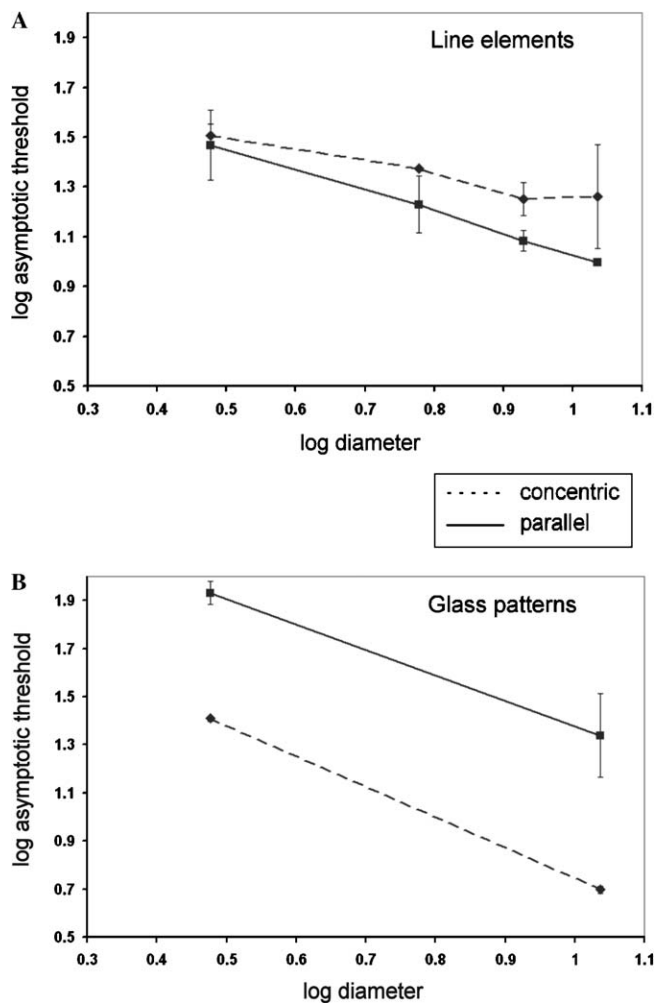 A
Line elements
log asymptotic threshold
1.9
1.7
1.5
1.3
1.1
0.9
0.7
0.5
0.3 0.4 0.5 0.6 0.7 0.8 0.9 1 1.1
log diameter
concentric
parallel
B
Glass patterns
log asymptotic threshold
1.9
1.7
1.5
1.3
1.1
0.9
0.7
0.5
0.3 0.4 0.5 0.6 0.7 0.8 0.9 1 1.1
log diameter